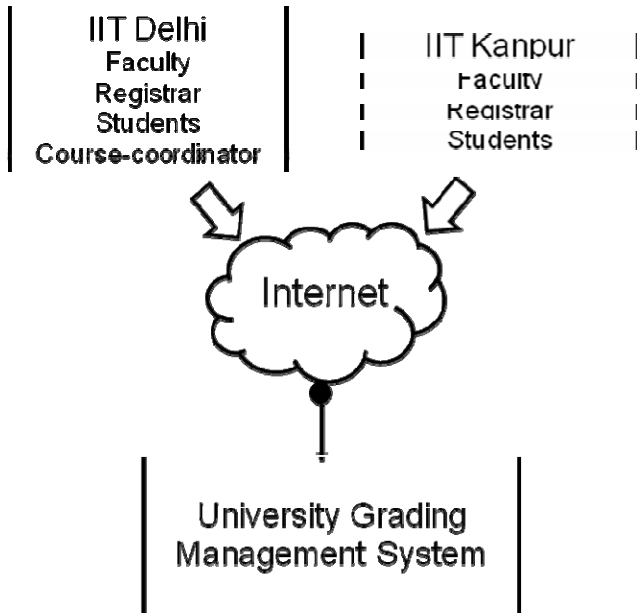 IIT Delhi
Faculty
Registrar
Students
Course-coordinator
IIT Kanpur
Faculty
Registrar
Students
Internet
University Grading
Management System